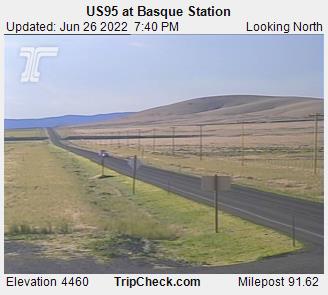 US95 at Basque Station
Updated: Jun 26 2022 7:40 PM Looking North
Elevation 4460 TripCheck.com Milepost 91.62